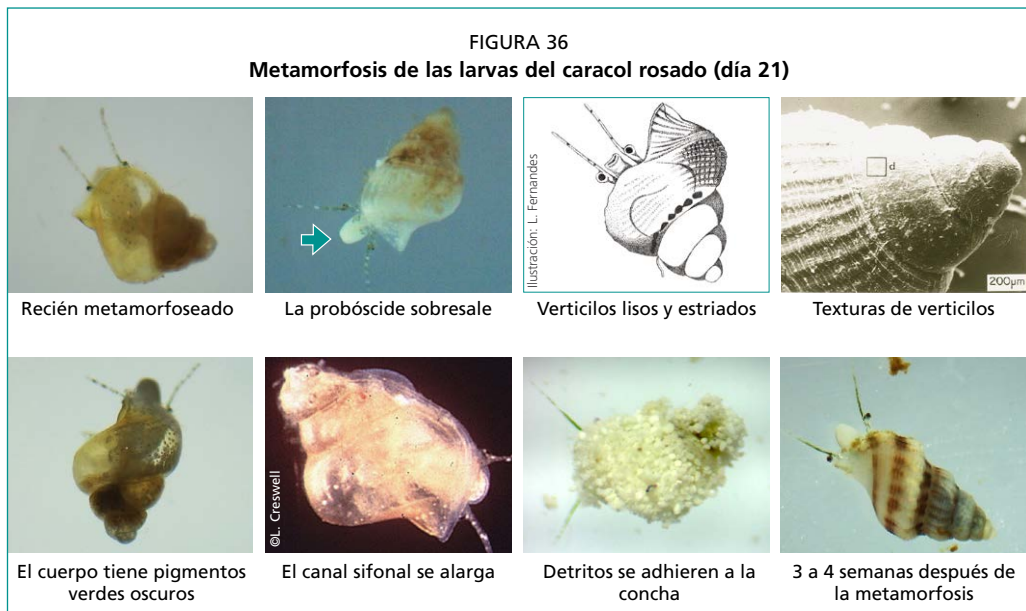 FIGURA 36
Metamorfosis de las larvas del caracol rosado (día 21)
Ilustración: L. Fernandes
d
200µm
Recién metamorfoseado
La probóscide sobresale
Verticilos lisos y estriados
Texturas de verticilos
©L. Creswell
El cuerpo tiene pigmentos
verdes oscuros
El canal sifonal se alarga
Detritos se adhieren a la
concha
3 a 4 semanas después de
la metamorfosis